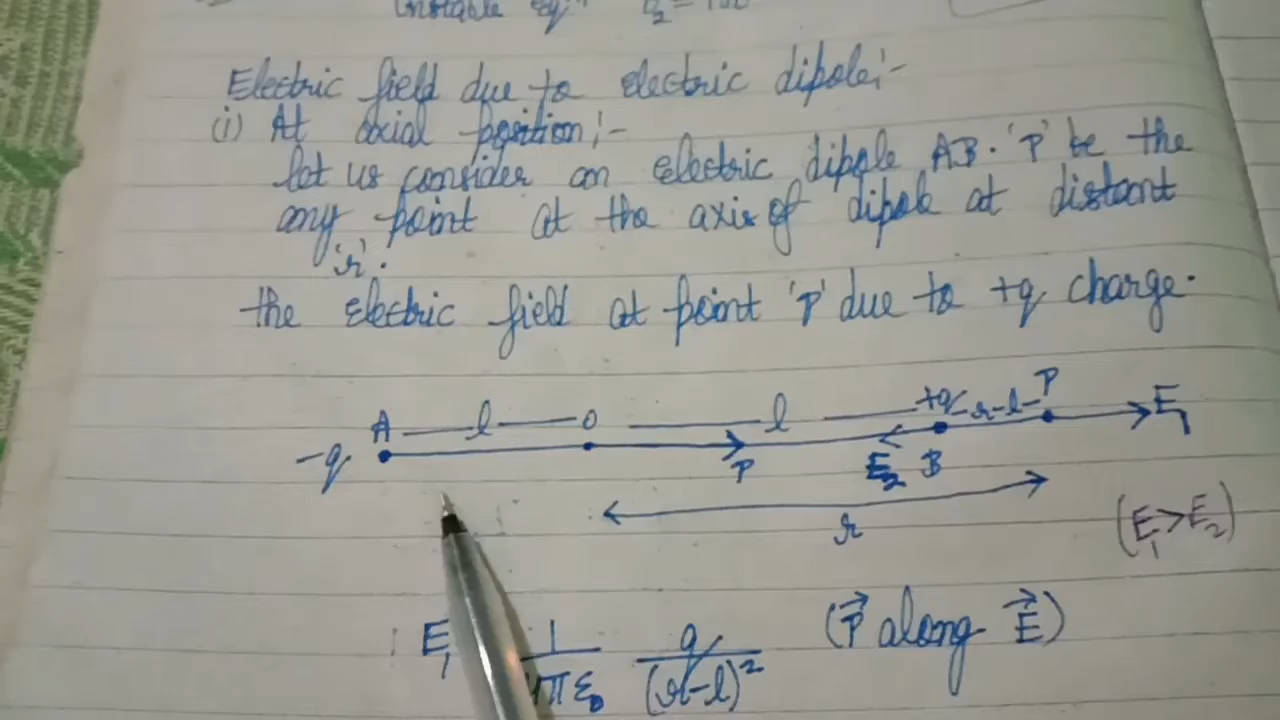 Unstable eqⁿ
Electric field due to electric dipole:-
(i) At axial position:-
let us consider an electric dipole AB. 'P' be the
any point at the axis of dipole at distant
'r'.
the electric field at point 'P' due to +q charge.
A l O l +q r-l P E₁
-q P E₂ B
r (E₁>E₂)
E₁ 1/4πε₀ q/(r-l)² (P⃗ along E⃗)